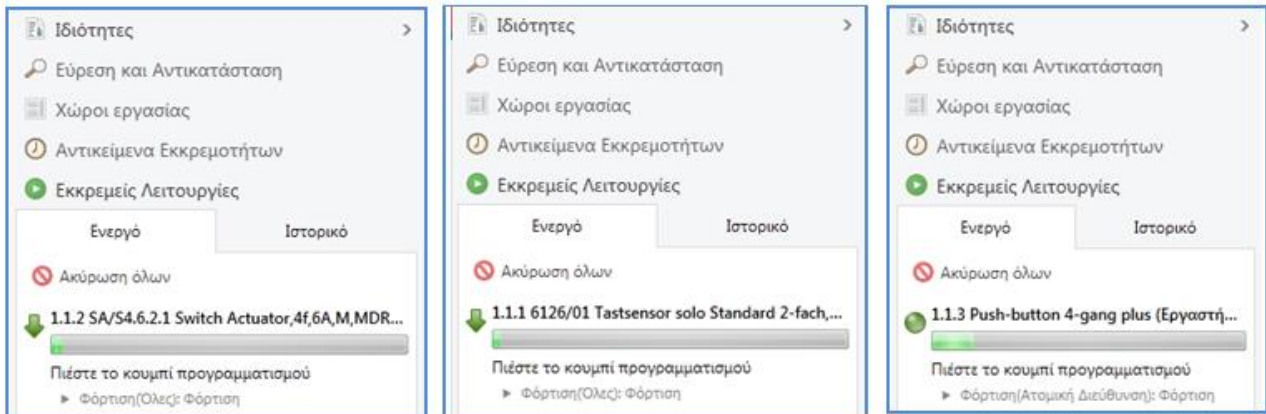 Ιδιότητες
Εύρεση και Αντικατάσταση
Χώροι εργασίας
Αντικείμενα Εκκρεμοτήτων
Εκκρεμείς Λειτουργίες
Ενεργό Ιστορικό
Ακύρωση όλων
1.1.2 SA/S4.6.2.1 Switch Actuator,4f,6A,M,MDR...
Πιέστε το κουμπί προγραμματισμού
Φόρτιση(Όλες): Φόρτιση
Ιδιότητες
Εύρεση και Αντικατάσταση
Χώροι εργασίας
Αντικείμενα Εκκρεμοτήτων
Εκκρεμείς Λειτουργίες
Ενεργό Ιστορικό
Ακύρωση όλων
1.1.1 6126/01 Tastsensor solo Standard 2-fach,...
Πιέστε το κουμπί προγραμματισμού
Φόρτιση(Όλες): Φόρτιση
Ιδιότητες
Εύρεση και Αντικατάσταση
Χώροι εργασίας
Αντικείμενα Εκκρεμοτήτων
Εκκρεμείς Λειτουργίες
Ενεργό Ιστορικό
Ακύρωση όλων
1.1.3 Push-button 4-gang plus (Εργαστή...
Πιέστε το κουμπί προγραμματισμού
Φόρτιση(Ατομική Διεύθυνση): Φόρτιση